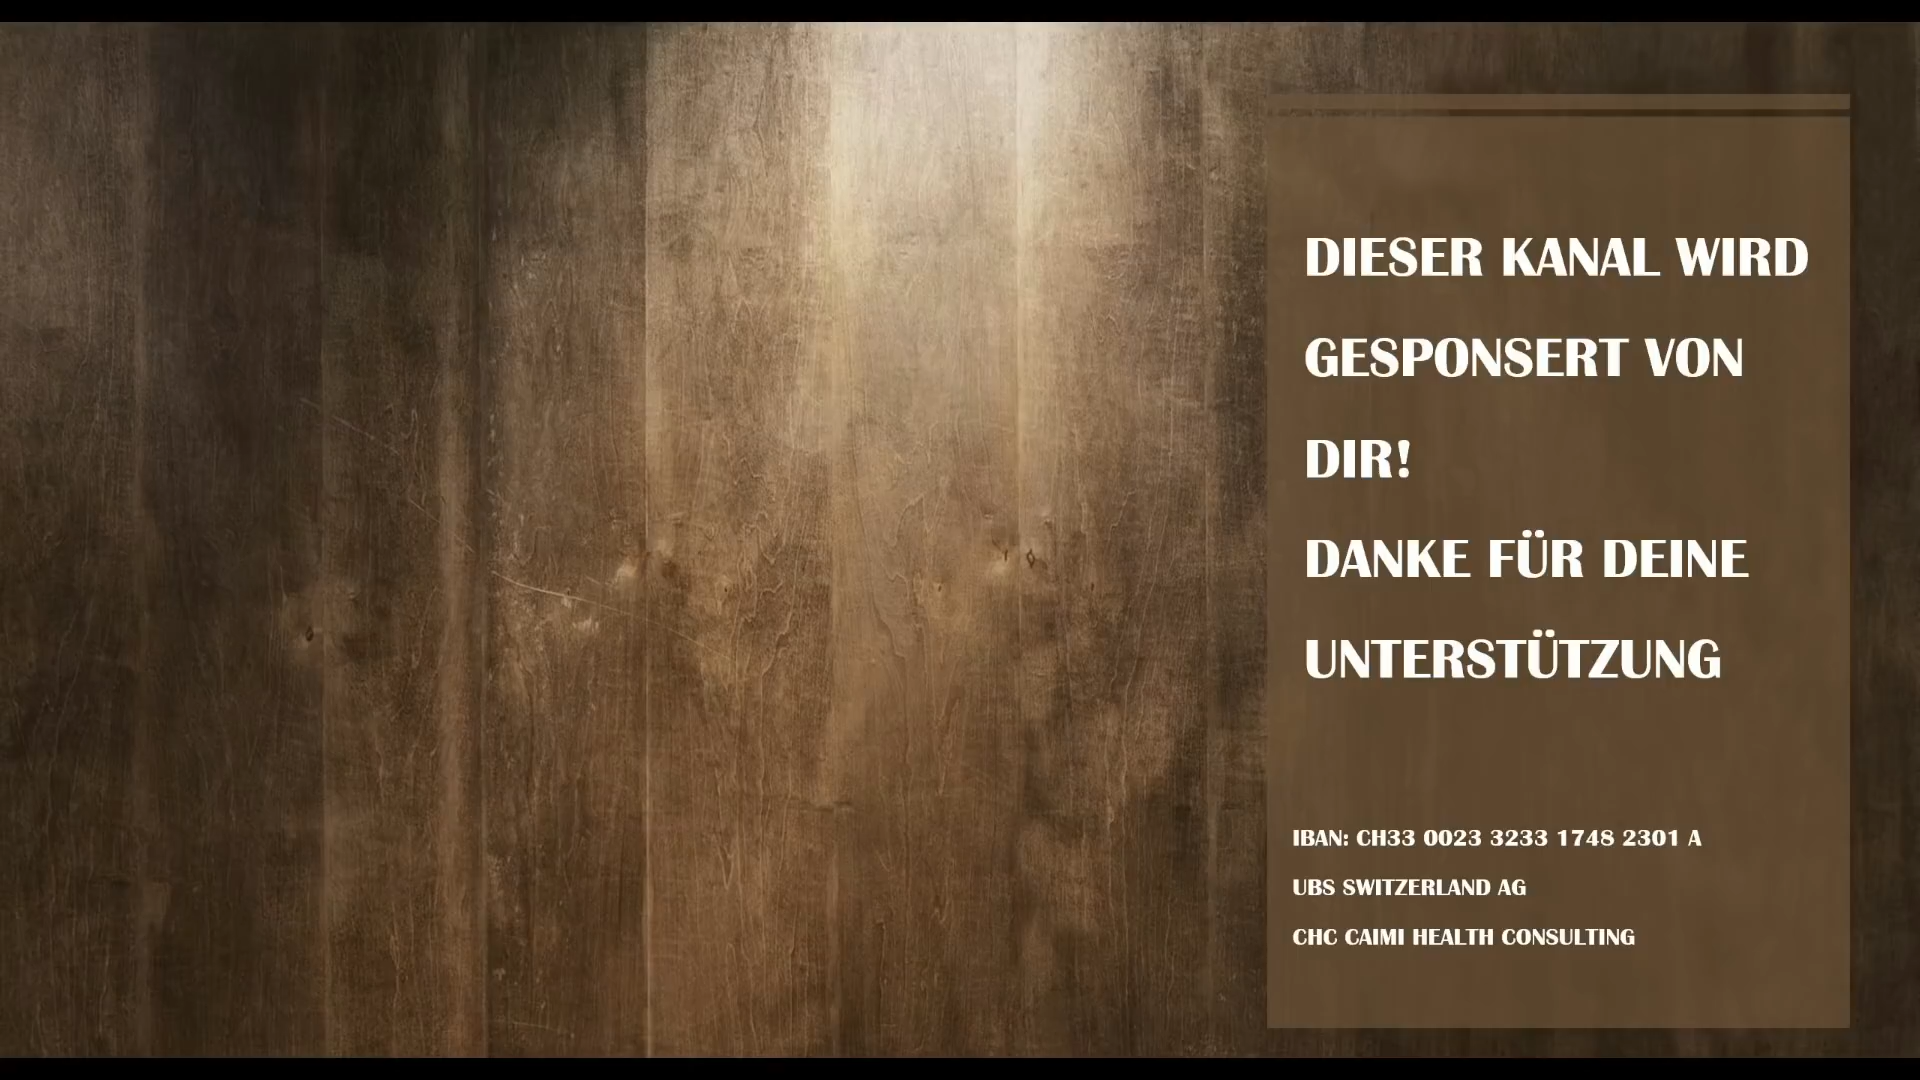 DIESER KANAL WIRD
GESPONSERT VON
DIR!
DANKE FÜR DEINE
UNTERSTÜTZUNG
IBAN: CH33 0023 3233 1748 2301 A
UBS SWITZERLAND AG
CHC CAIMI HEALTH CONSULTING